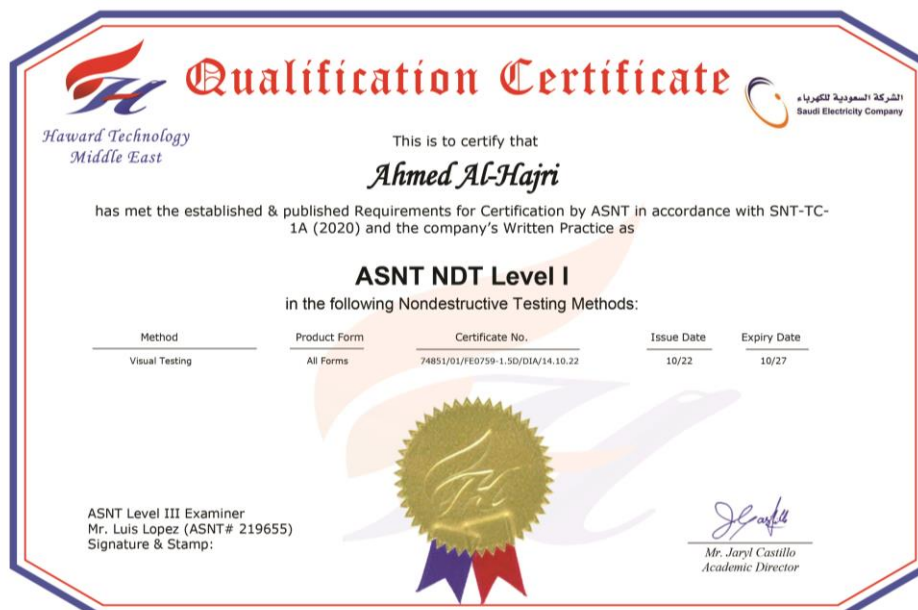 Qualification Certificate
Haward Technology
Middle East
الشركة السعودية للكهرباء
Saudi Electricity Company
This is to certify that
Ahmed Al-Hajri
has met the established & published Requirements for Certification by ASNT in accordance with SNT-TC-
1A (2020) and the company's Written Practice as
ASNT NDT Level I
in the following Nondestructive Testing Methods:
Method Product Form Certificate No. Issue Date Expiry Date
Visual Testing All Forms 74851/01/FE0759-1.5D/DIA/14.10.22 10/22 10/27
ASNT Level III Examiner
Mr. Luis Lopez (ASNT# 219655)
Signature & Stamp:
Mr. Jaryl Castillo
Academic Director